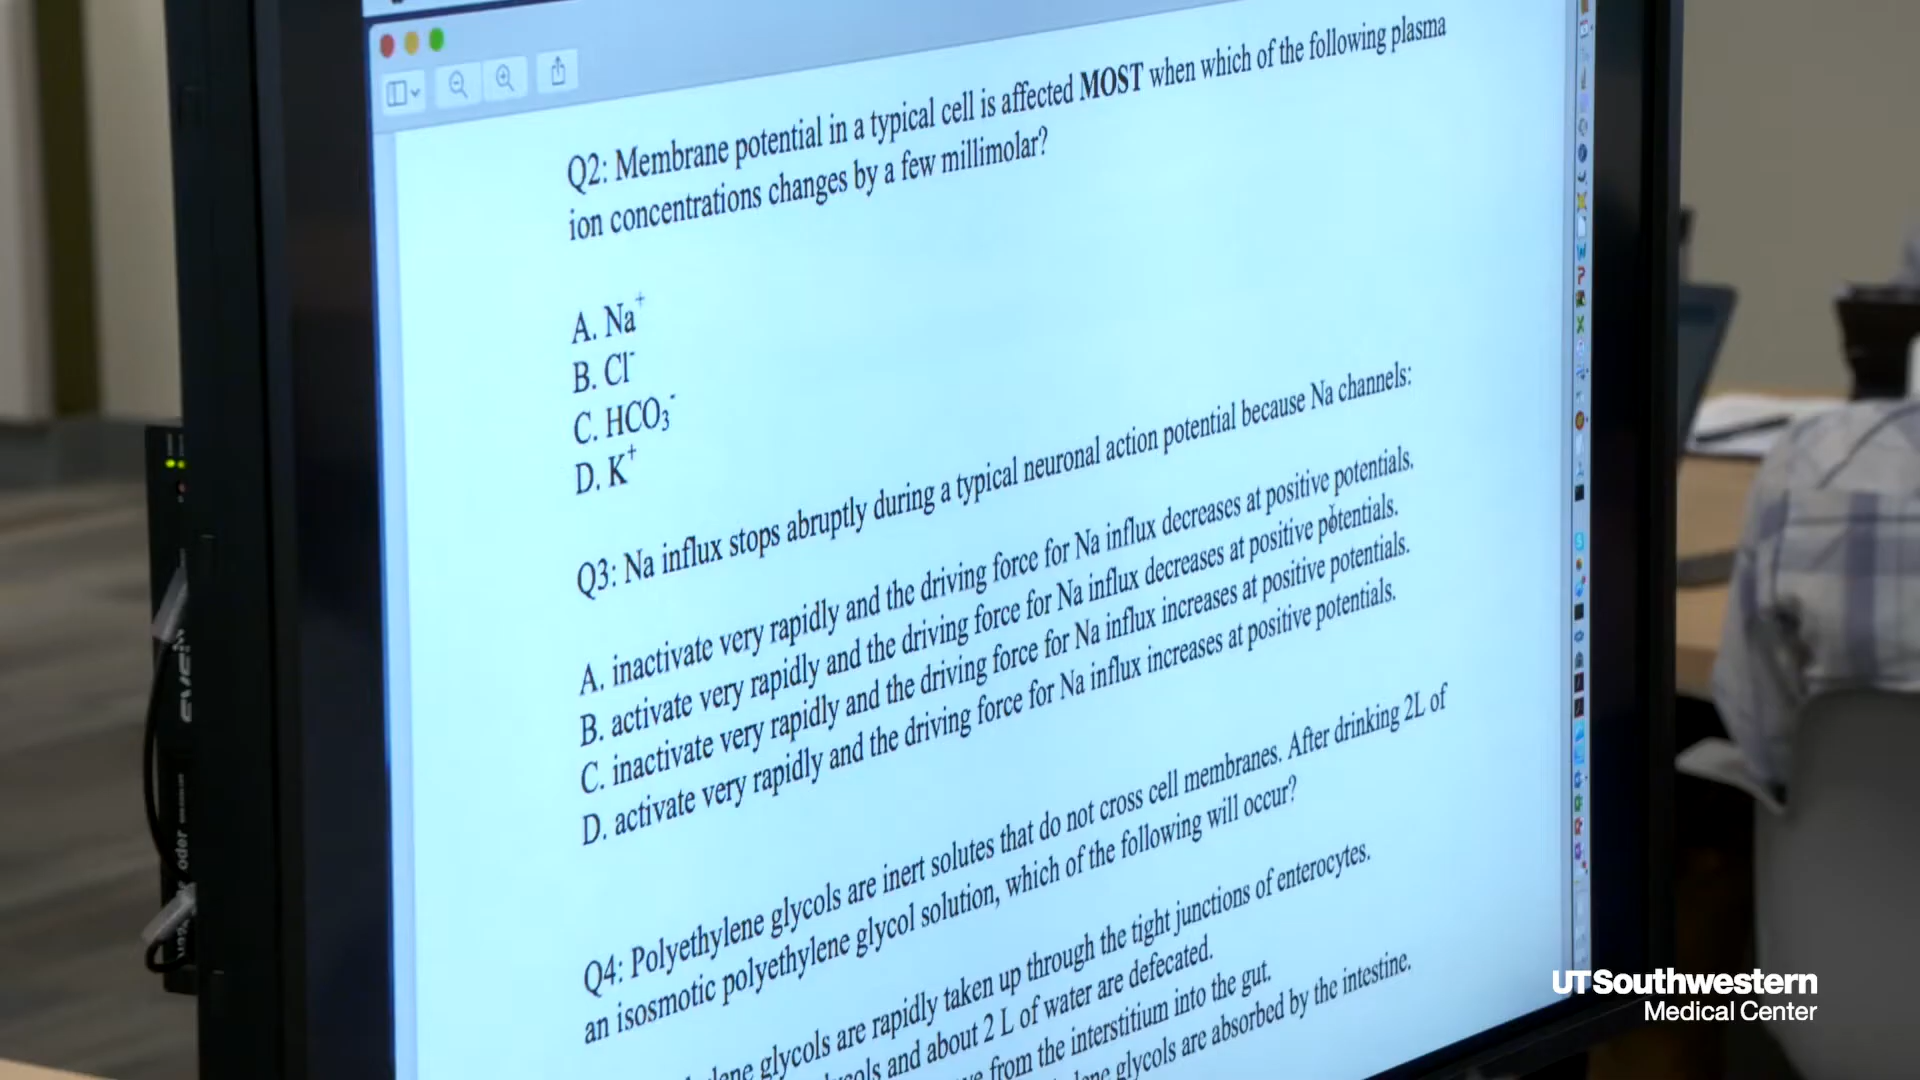 Q2: Membrane potential in a typical cell is affected MOST when which of the following plasma
ion concentrations changes by a few millimolar?
A. Na⁺
B. Cl⁻
C. HCO₃⁻
D. K⁺
Q3: Na influx stops abruptly during a typical neuronal action potential because Na channels:
A. inactivate very rapidly and the driving force for Na influx decreases at positive potentials.
B. activate very rapidly and the driving force for Na influx decreases at positive potentials.
C. inactivate very rapidly and the driving force for Na influx increases at positive potentials.
D. activate very rapidly and the driving force for Na influx increases at positive potentials.
Q4: Polyethylene glycols are inert solutes that do not cross cell membranes. After drinking 2L of
an isosmotic polyethylene glycol solution, which of the following will occur?
glycols are rapidly taken up through the tight junctions of enterocytes.
and about 2 L of water are defecated.
from the interstitium into the gut.
glycols are absorbed by the intestine.
UTSouthwestern
Medical Center